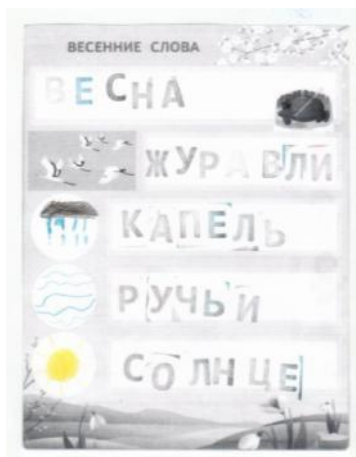 ВЕСЕННИЕ СЛОВА
ВЕСНА
ЖУРАВЛИ
КАПЕЛЬ
РУЧЬИ
СОЛНЦЕ